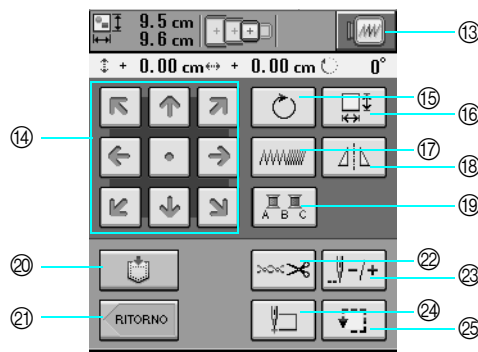 9.5 cm
9.6 cm
⑬
+ 0.00 cm + 0.00 cm 0°
⑭
⑮
⑯
⑰
⑱
A B C
⑲
⑳
㉒
-/+
㉓
㉑
RITORNO
㉔
㉕